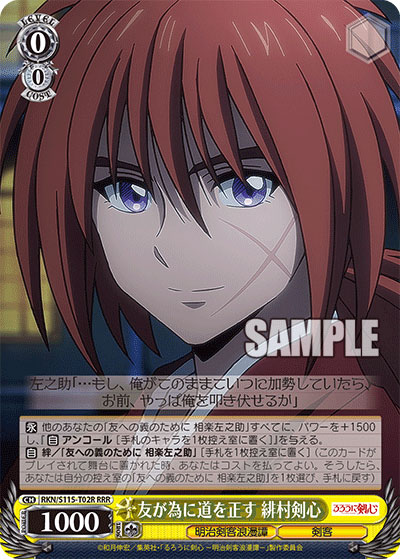 LEVEL
0
0
COST
SAMPLE
左之助「…もし、俺がこのままこいつに加勢していたら、
お前、やっぱ俺を叩き伏せるか」
永 他のあなたの「友への義のために 相楽左之助」すべてに、パワーを＋1500
し、『自 アンコール ［手札のキャラを1枚控え室に置く］』を与える。
自 絆／「友への義のために 相楽左之助」［手札を1枚控え室に置く］（このカードが
プレイされて舞台に置かれた時、あなたはコストを払ってよい。そうしたら、あなたは
自分の控え室の「友への義のために 相楽左之助」を1枚選び、手札に戻す）
CH RKN/S115-T02R RRR
POWER
1000
友が為に道を正す 緋村剣心
るろうに剣心
明治剣客浪漫譚
剣客
©和月伸宏／集英社・「るろうに剣心 －明治剣客浪漫譚－」製作委員会